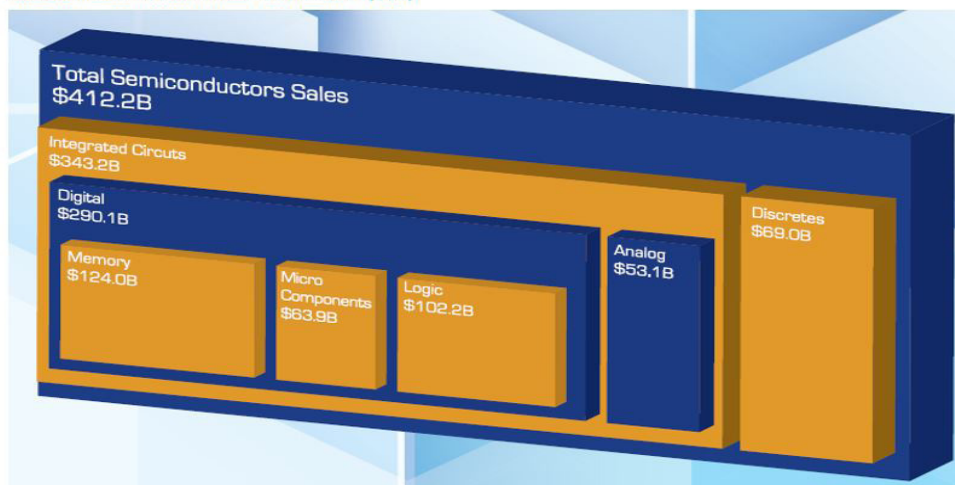 Total Semiconductors Sales
$412.2B
Integrated Circuts
$343.2B
Digital
$290.1B
Memory
$124.0B
Micro
Components
$63.9B
Logic
$102.2B
Analog
$53.1B
Discretes
$69.0B